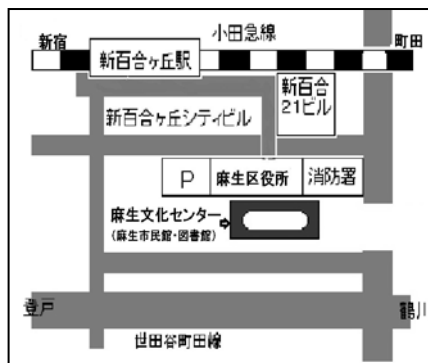 小田急線
新宿
町田
新百合ヶ丘駅
新百合
21ビル
新百合ヶ丘シティビル
P
麻生区役所
消防署
麻生文化センター
(麻生市民館・図書館)
登戸
鶴川
世田谷町田線